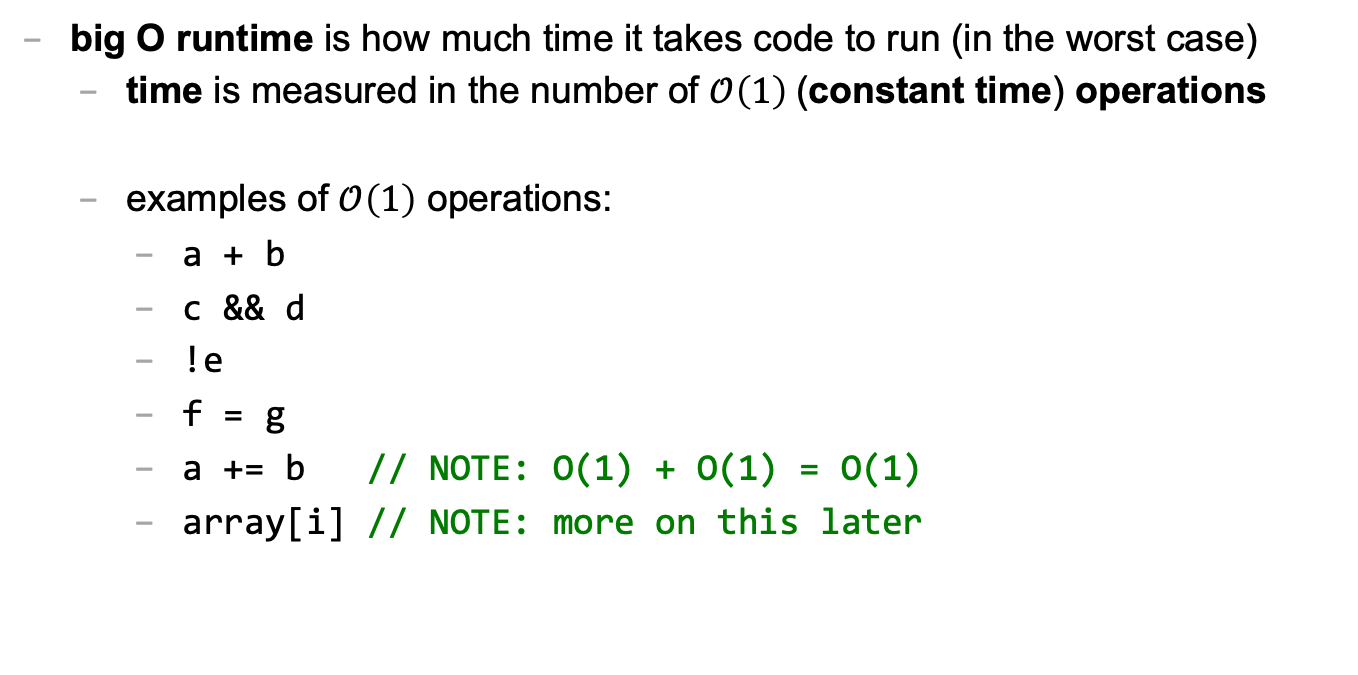 – big O runtime is how much time it takes code to run (in the worst case)
– time is measured in the number of 𝒪(1) (constant time) operations
– examples of 𝒪(1) operations:
– a + b
– c && d
– !e
– f = g
– a += b // NOTE: O(1) + O(1) = O(1)
– array[i] // NOTE: more on this later